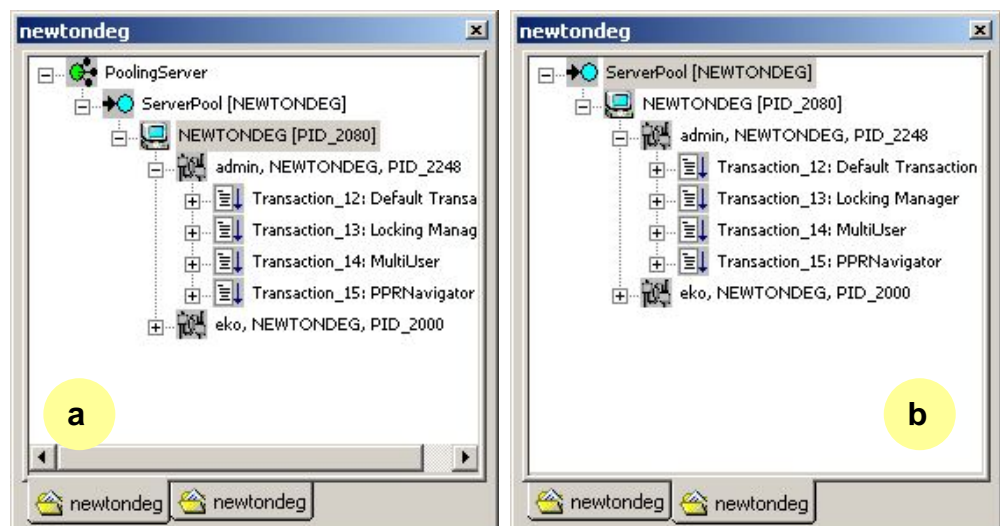 newtondeg
PoolingServer
ServerPool [NEWTONDEG]
NEWTONDEG [PID_2080]
admin, NEWTONDEG, PID_2248
Transaction_12: Default Transa
Transaction_13: Locking Manag
Transaction_14: MultiUser
Transaction_15: PPRNavigator
eko, NEWTONDEG, PID_2000
a
newtondeg
newtondeg
newtondeg
ServerPool [NEWTONDEG]
NEWTONDEG [PID_2080]
admin, NEWTONDEG, PID_2248
Transaction_12: Default Transaction
Transaction_13: Locking Manager
Transaction_14: MultiUser
Transaction_15: PPRNavigator
eko, NEWTONDEG, PID_2000
b
newtondeg
newtondeg